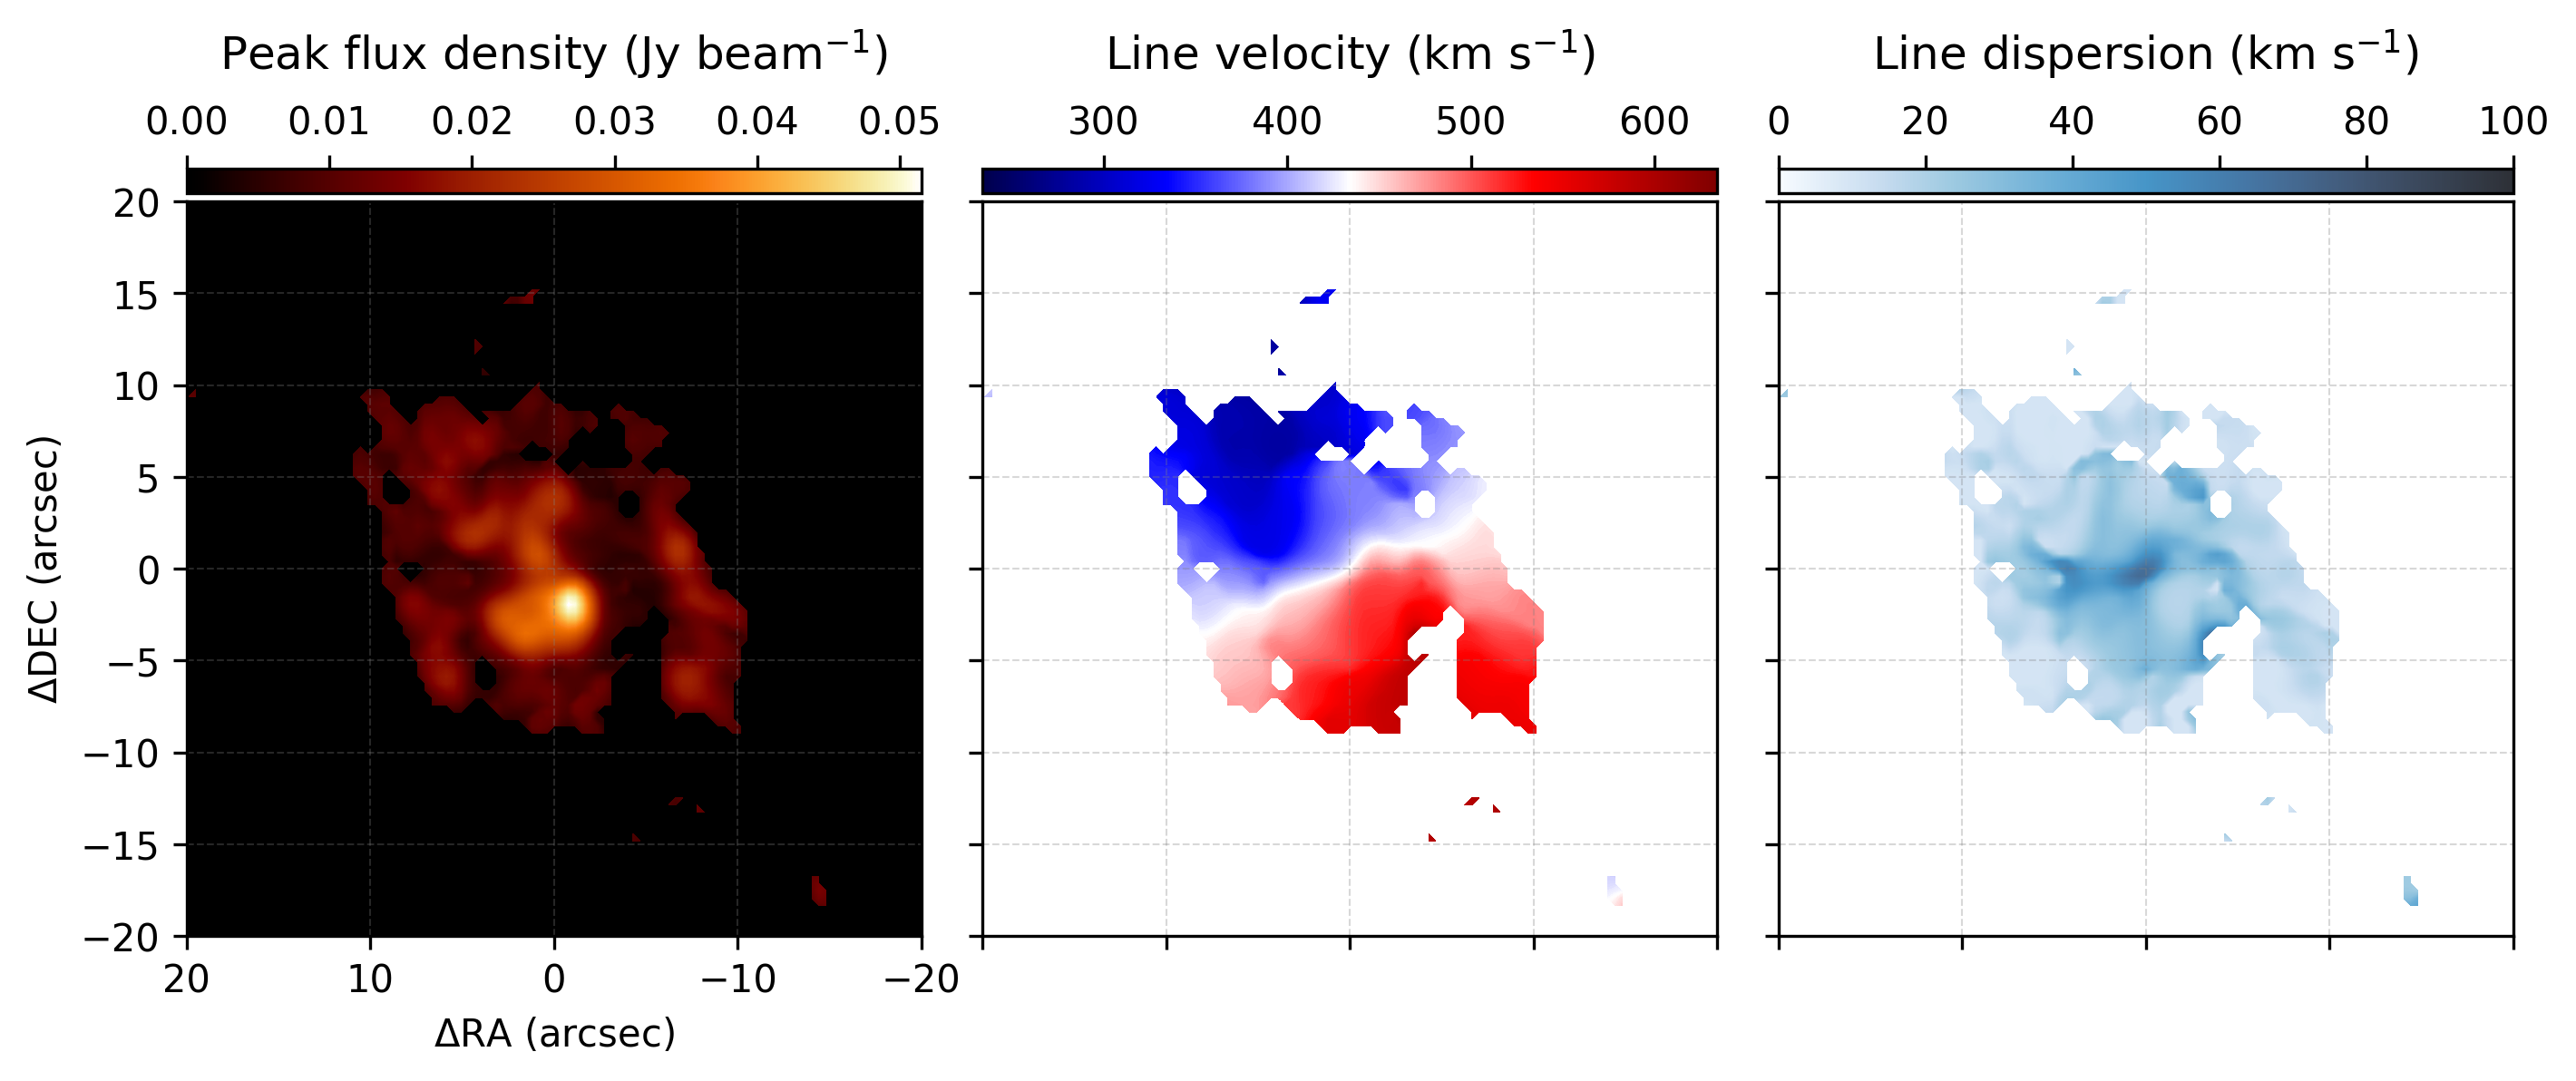 Peak flux density (Jy beam⁻¹) Line velocity (km s⁻¹) Line dispersion (km s⁻¹)
0.00 0.01 0.02 0.03 0.04 0.05 300 400 500 600 0 20 40 60 80 100
20
15
10
5
0
−5
−10
−15
−20
ΔDEC (arcsec)
20 10 0 −10 −20
ΔRA (arcsec)